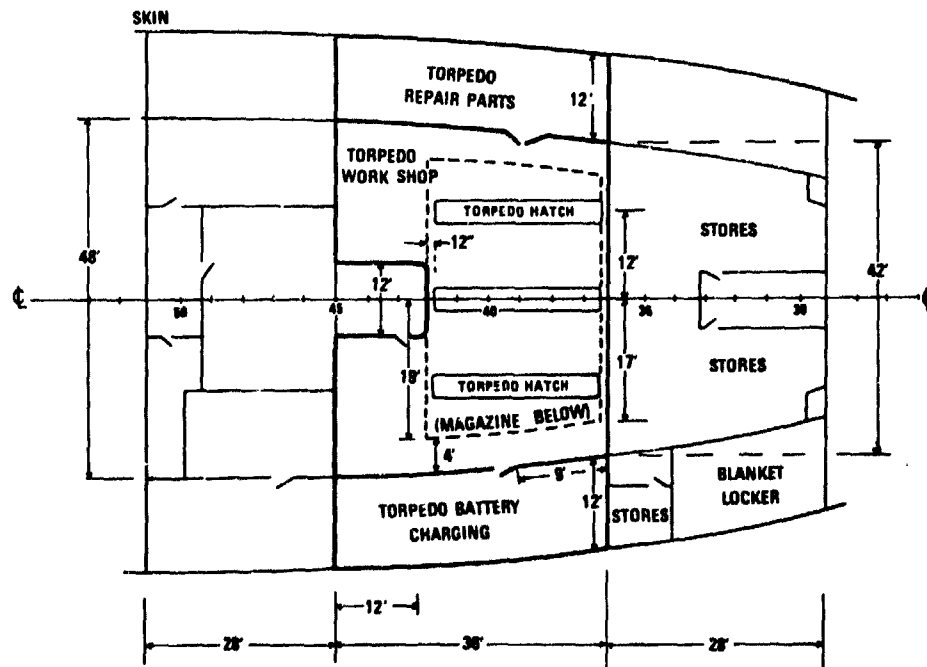 SKIN
TORPEDO
REPAIR PARTS
12'
TORPEDO
WORK SHOP
TORPEDO HATCH
STORES
48'
12"
12'
42'
12'
℄
50
45
40
35
30
19'
17'
TORPEDO HATCH
STORES
(MAGAZINE BELOW)
4'
9'
BLANKET
LOCKER
12'
TORPEDO BATTERY
CHARGING
STORES
12'
28'
36'
28'